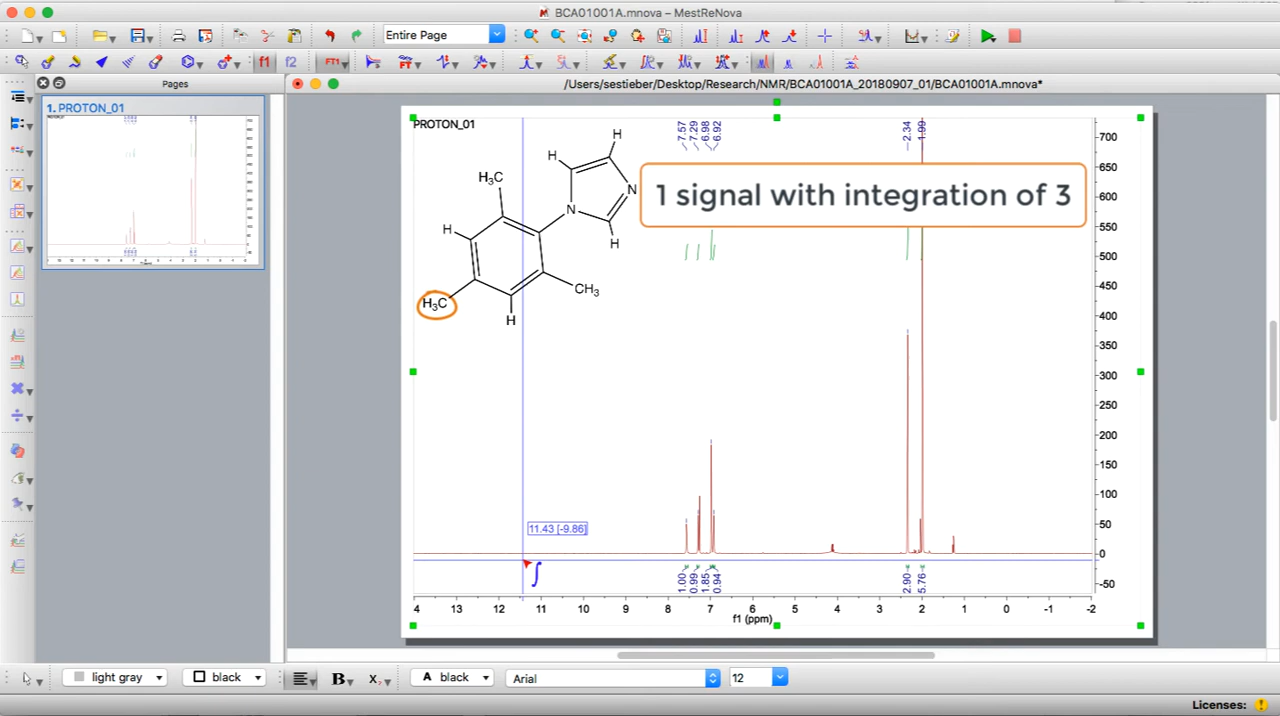 BCA01001A.mnova – MestReNova
Entire Page
f1
f2
FT1
FT
Pages
/Users/sestieber/Desktop/Research/NMR/BCA01001A_20180907_01/BCA01001A.mnova*
1. PROTON_01
PROTON_01
7.57
7.29
6.98
6.92
2.34
1.99
1 signal with integration of 3
H
H
H₃C
N
N
H
H
CH₃
H₃C
H
700
650
600
550
500
450
400
350
300
250
200
150
100
50
0
-50
11.43 [-9.86]
1.00
0.99
1.85
0.94
2.90
5.76
4 13 12 11 10 9 8 7 6 5 4 3 2 1 0 -1 -2
f1 (ppm)
light gray
black
B
X₂
A black
Arial
12
Licenses: